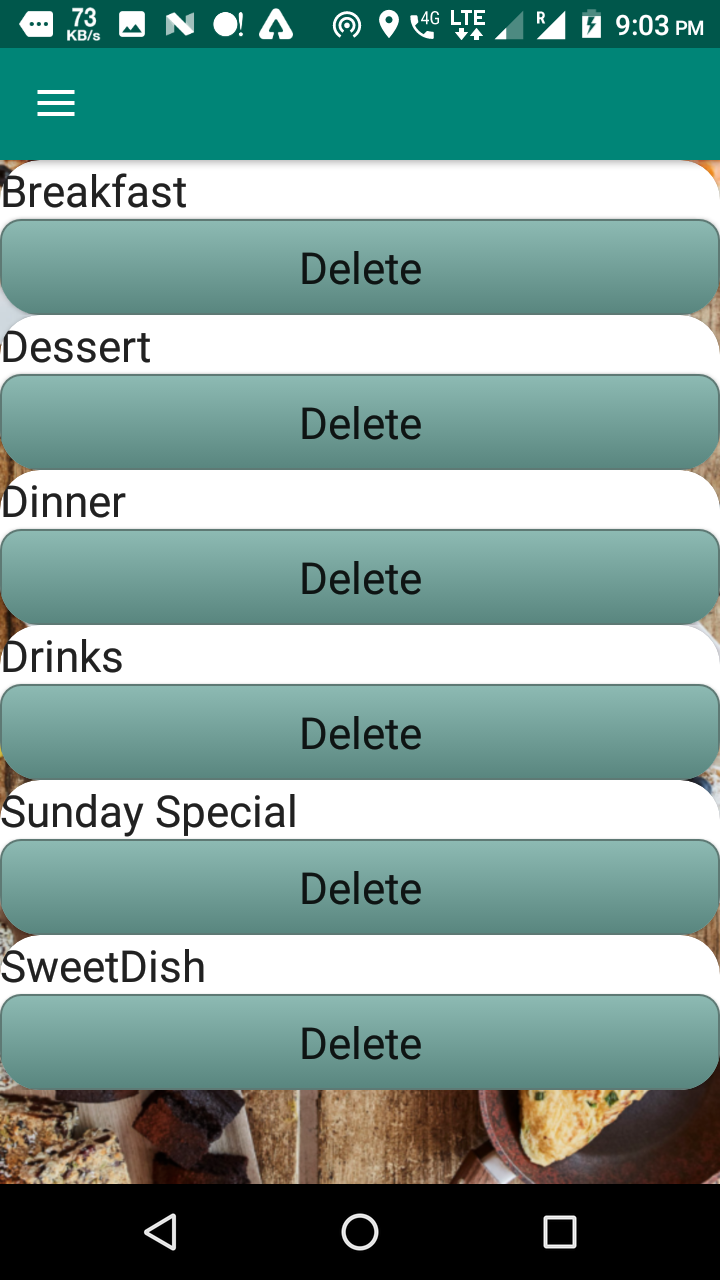 73
KB/s
4G
LTE
R
9:03 PM
Breakfast
Delete
Dessert
Delete
Dinner
Delete
Drinks
Delete
Sunday Special
Delete
SweetDish
Delete